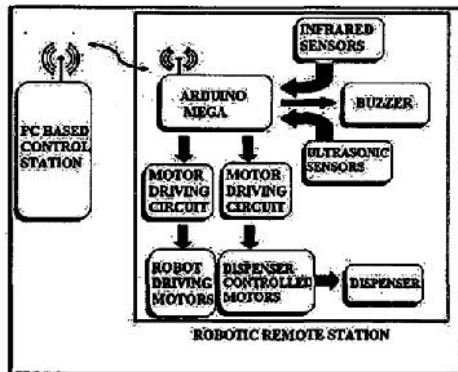 INFRARED
SENSORS
ARDUINO
MEGA
BUZZER
PC BASED
CONTROL
STATION
ULTRASONIC
SENSORS
MOTOR
DRIVING
CIRCUIT
MOTOR
DRIVING
CIRCUIT
ROBOT
DRIVING
MOTORS
DISPENSER
CONTROLLED
MOTORS
DISPENSER
ROBOTIC REMOTE STATION